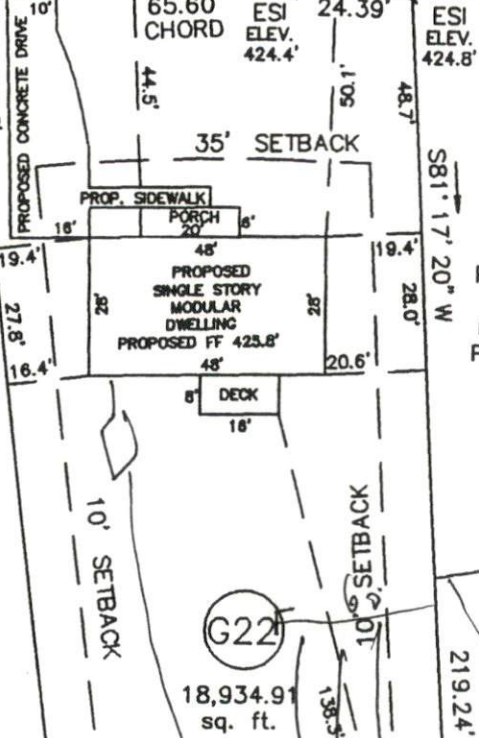 10'
65.60
CHORD
ESI
ELEV.
424.4'
24.39'
ESI
ELEV.
424.8'
PROPOSED CONCRETE DRIVE
44.5'
50.1'
48.7'
35' SETBACK
PROP. SIDEWALK
PORCH
20'
6'
16'
19.4'
48'
19.4'
S81°17'20" W
PROPOSED
SINGLE STORY
MODULAR
DWELLING
PROPOSED FF 425.8'
27.8'
28'
28'
28.0'
16.4'
48'
20.6'
8'
DECK
16'
10' SETBACK
10' SETBACK
G22
18,934.91
sq. ft.
138.3'
219.24'